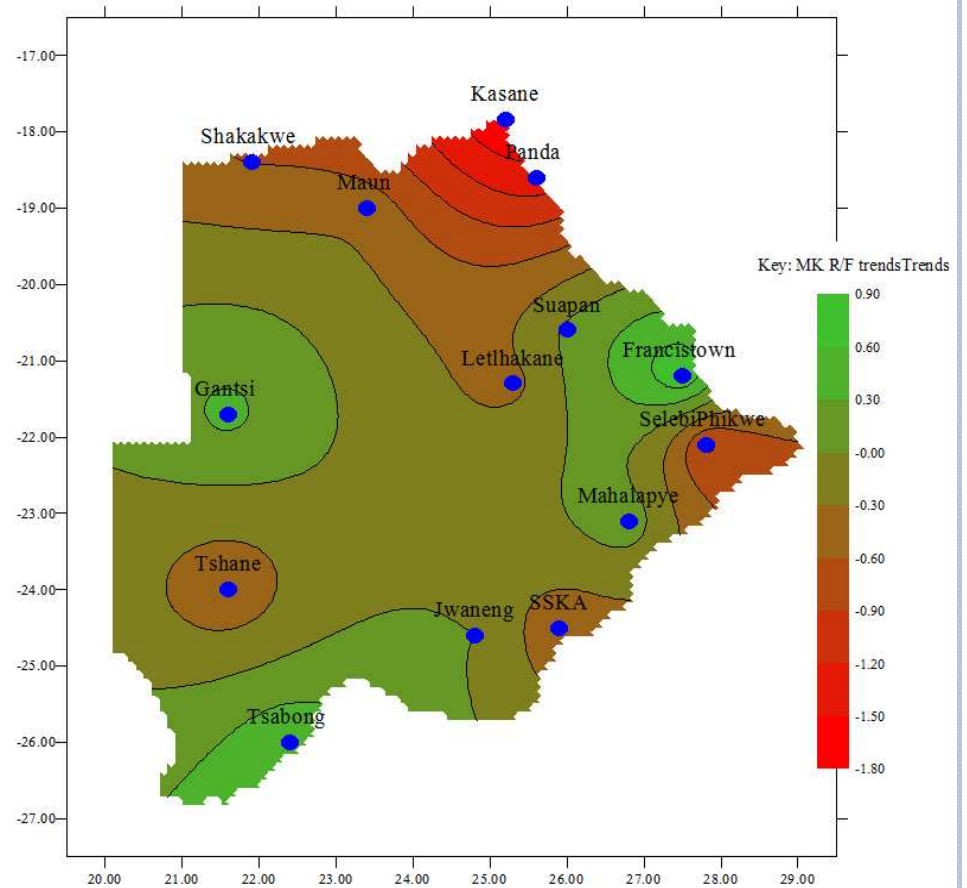 -17.00
-18.00
-19.00
-20.00
-21.00
-22.00
-23.00
-24.00
-25.00
-26.00
-27.00
Kasane
Shakakwe
Panda
Maun
Suapan
Letlhakane
Francistown
Gantsi
SelebiPhikwe
Mahalapye
Tshane
Jwaneng
SSKA
Tsabong
20.00 21.00 22.00 23.00 24.00 25.00 26.00 27.00 28.00 29.00
Key: MK R/F trendsTrends
0.90
0.60
0.30
-0.00
-0.30
-0.60
-0.90
-1.20
-1.50
-1.80